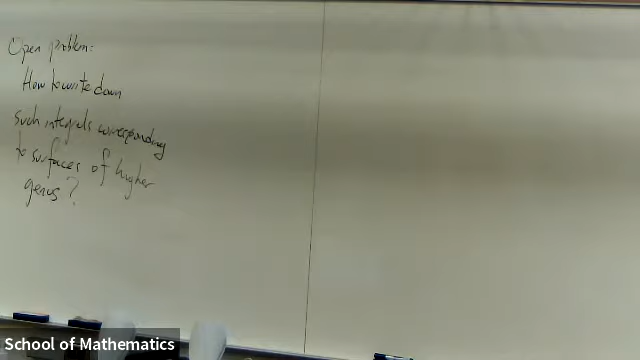 Open problem:
How to write down
such integrals corresponding
to surfaces of higher
genus?
School of Mathematics